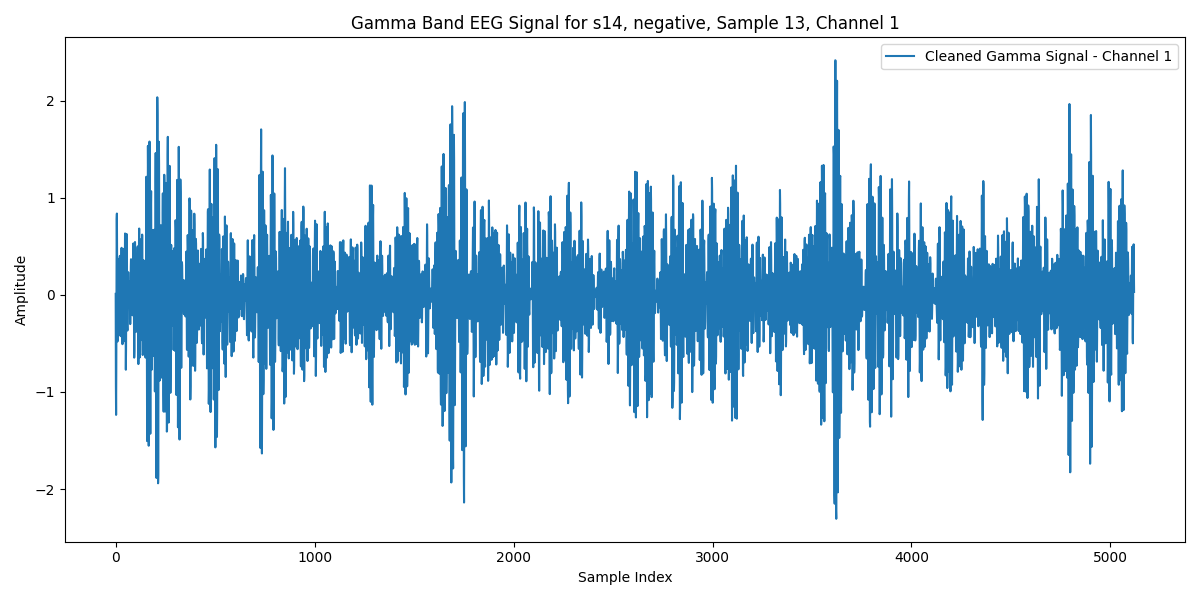 Gamma Band EEG Signal for s14, negative, Sample 13, Channel 1
Cleaned Gamma Signal - Channel 1
Amplitude
2
1
0
−1
−2
0 1000 2000 3000 4000 5000
Sample Index